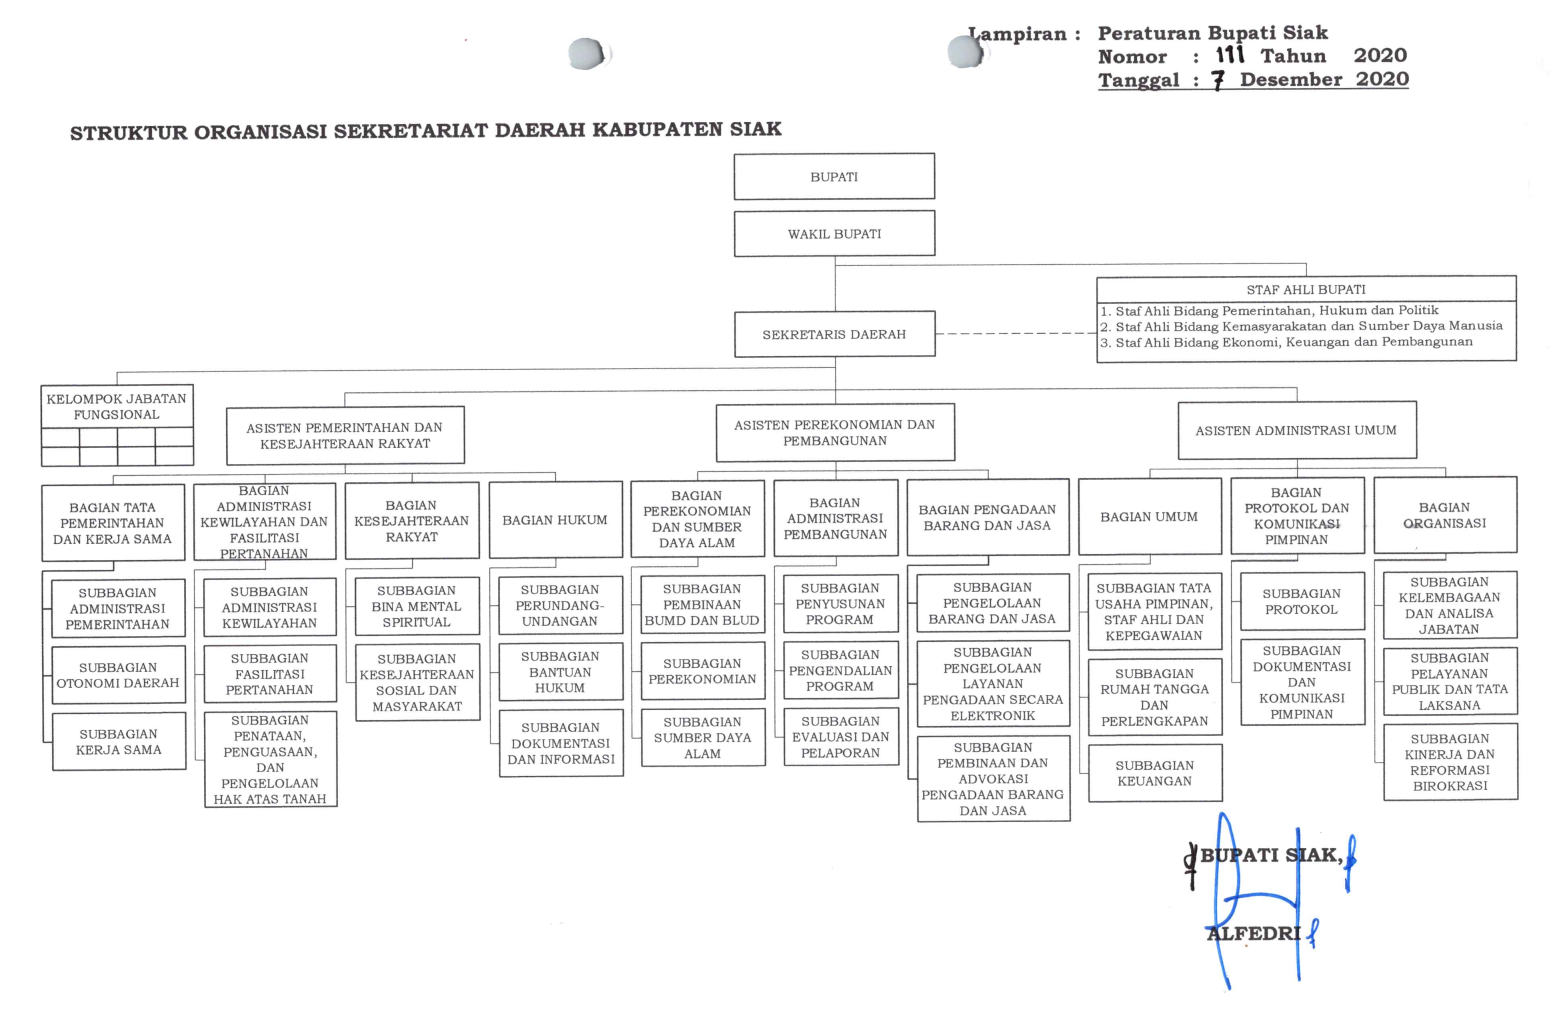 Lampiran : Peraturan Bupati Siak
Nomor : 111 Tahun 2020
Tanggal : 7 Desember 2020
STRUKTUR ORGANISASI SEKRETARIAT DAERAH KABUPATEN SIAK
BUPATI
WAKIL BUPATI
STAF AHLI BUPATI
1. Staf Ahli Bidang Pemerintahan, Hukum dan Politik
2. Staf Ahli Bidang Kemasyarakatan dan Sumber Daya Manusia
3. Staf Ahli Bidang Ekonomi, Keuangan dan Pembangunan
SEKRETARIS DAERAH
KELOMPOK JABATAN
FUNGSIONAL
ASISTEN PEMERINTAHAN DAN
KESEJAHTERAAN RAKYAT
ASISTEN PEREKONOMIAN DAN
PEMBANGUNAN
ASISTEN ADMINISTRASI UMUM
BAGIAN TATA
PEMERINTAHAN
DAN KERJA SAMA
BAGIAN
ADMINISTRASI
KEWILAYAHAN DAN
FASILITASI
PERTANAHAN
BAGIAN
KESEJAHTERAAN
RAKYAT
BAGIAN HUKUM
BAGIAN
PEREKONOMIAN
DAN SUMBER
DAYA ALAM
BAGIAN
ADMINISTRASI
PEMBANGUNAN
BAGIAN PENGADAAN
BARANG DAN JASA
BAGIAN UMUM
BAGIAN
PROTOKOL DAN
KOMUNIKASI
PIMPINAN
BAGIAN
ORGANISASI
SUBBAGIAN
ADMINISTRASI
PEMERINTAHAN
SUBBAGIAN
OTONOMI DAERAH
SUBBAGIAN
KERJA SAMA
SUBBAGIAN
ADMINISTRASI
KEWILAYAHAN
SUBBAGIAN
FASILITASI
PERTANAHAN
SUBBAGIAN
PENATAAN,
PENGUASAAN,
DAN
PENGELOLAAN
HAK ATAS TANAH
SUBBAGIAN
BINA MENTAL
SPIRITUAL
SUBBAGIAN
KESEJAHTERAAN
SOSIAL DAN
MASYARAKAT
SUBBAGIAN
PERUNDANG-
UNDANGAN
SUBBAGIAN
BANTUAN
HUKUM
SUBBAGIAN
DOKUMENTASI
DAN INFORMASI
SUBBAGIAN
PEMBINAAN
BUMD DAN BLUD
SUBBAGIAN
PEREKONOMIAN
SUBBAGIAN
SUMBER DAYA
ALAM
SUBBAGIAN
PENYUSUNAN
PROGRAM
SUBBAGIAN
PENGENDALIAN
PROGRAM
SUBBAGIAN
EVALUASI DAN
PELAPORAN
SUBBAGIAN
PENGELOLAAN
BARANG DAN JASA
SUBBAGIAN
PENGELOLAAN
LAYANAN
PENGADAAN SECARA
ELEKTRONIK
SUBBAGIAN
PEMBINAAN DAN
ADVOKASI
PENGADAAN BARANG
DAN JASA
SUBBAGIAN TATA
USAHA PIMPINAN,
STAF AHLI DAN
KEPEGAWAIAN
SUBBAGIAN
RUMAH TANGGA
DAN
PERLENGKAPAN
SUBBAGIAN
KEUANGAN
SUBBAGIAN
PROTOKOL
SUBBAGIAN
DOKUMENTASI
DAN
KOMUNIKASI
PIMPINAN
SUBBAGIAN
KELEMBAGAAN
DAN ANALISA
JABATAN
SUBBAGIAN
PELAYANAN
PUBLIK DAN TATA
LAKSANA
SUBBAGIAN
KINERJA DAN
REFORMASI
BIROKRASI
BUPATI SIAK,
ALFEDRI